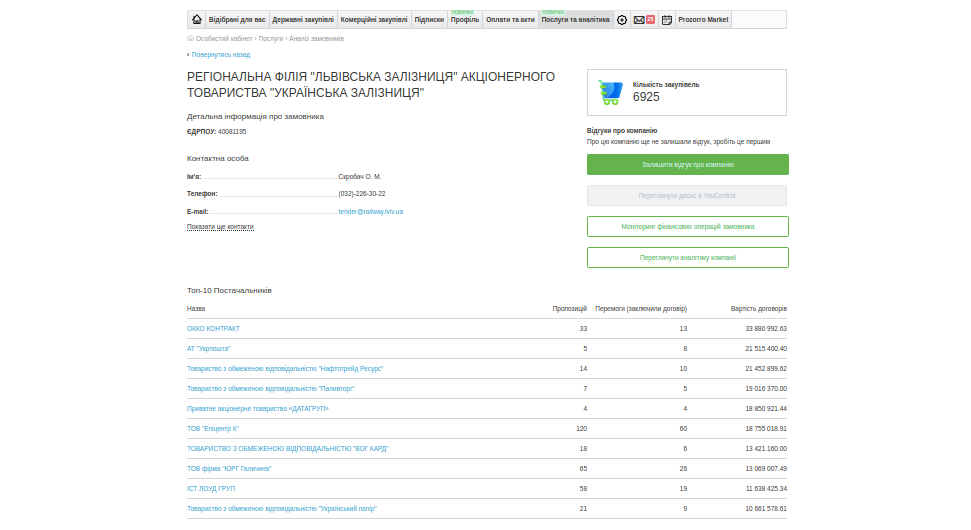 НОВИНКА НОВИНКА
Відібрані для вас Державні закупівлі Комерційні закупівлі Підписки Профіль Оплати та акти Послуги та аналітика 25 Prozorro Market
Особистий кабінет › Послуги › Аналіз замовників
‹ Повернутись назад
РЕГІОНАЛЬНА ФІЛІЯ "ЛЬВІВСЬКА ЗАЛІЗНИЦЯ" АКЦІОНЕРНОГО
ТОВАРИСТВА "УКРАЇНСЬКА ЗАЛІЗНИЦЯ"
Детальна інформація про замовника
ЄДРПОУ: 40081195
Контактна особа
Ім'я: Скробач О. М.
Телефон: (032)-226-30-22
E-mail: tender@railway.lviv.ua
Показати ще контакти
Кількість закупівель
6925
Відгуки про компанію
Про цю компанію ще не залишали відгук, зробіть це першим
Залишити відгук про компанію
Переглянути досьє в YouControl
Моніторинг фінансових операцій замовника
Переглянути аналітику компанії
Топ-10 Постачальників
Назва Пропозицій Перемоги (заключили договір) Вартість договорів
ОККО КОНТРАКТ 33 13 33 880 992.63
АТ "Укрпошта" 5 8 21 515 400.40
Товариство з обмеженою відповідальністю "Нафтотрейд Ресурс" 14 10 21 452 899.62
Товариство з обмеженою відповідальністю "Паливторг" 7 5 19 016 370.00
Приватне акціонерне товариство «ДАТАГРУП» 4 4 18 850 921.44
ТОВ "Епіцентр К" 120 60 18 755 018.91
ТОВАРИСТВО З ОБМЕЖЕНОЮ ВІДПОВІДАЛЬНІСТЮ "ВОГ КАРД" 18 6 13 421 160.00
ТОВ фірма "ЮРГ Галичина" 65 26 13 069 007.49
ІСТ ЛОУД ГРУП 58 19 11 638 425.34
Товариство з обмеженою відповідальністю "Український папір" 21 9 10 661 578.61